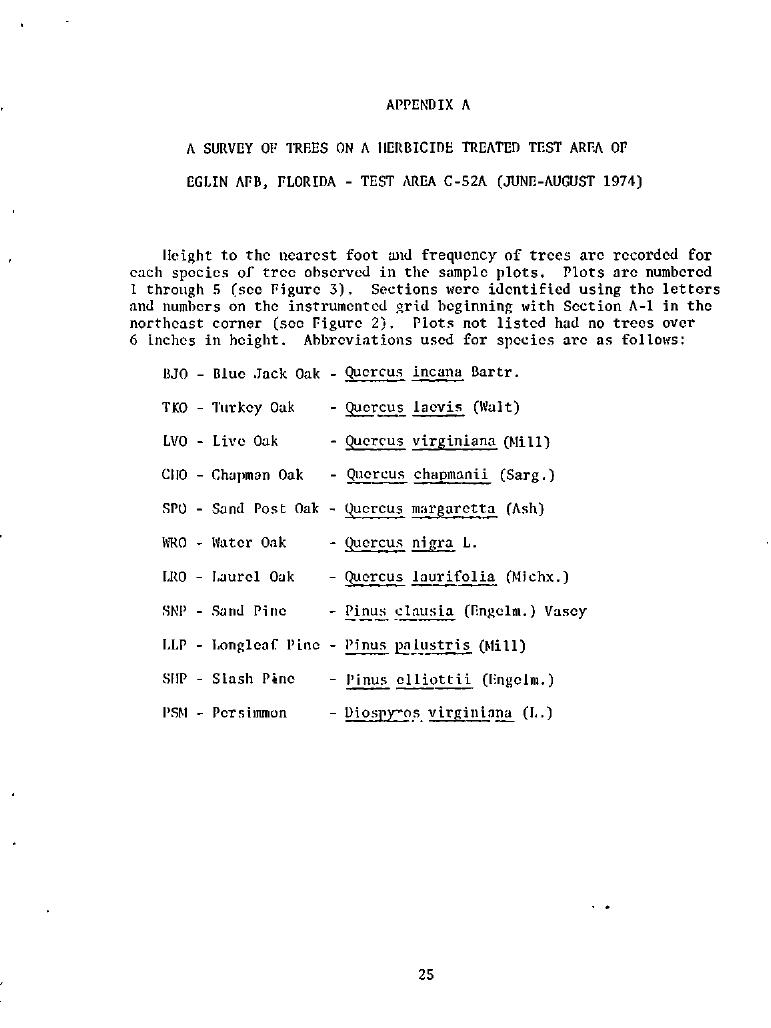 APPENDIX A
A SURVEY OF TREES ON A HERBICIDE TREATED TEST AREA OF
EGLIN AFB, FLORIDA - TEST AREA C-52A (JUNE-AUGUST 1974)
Height to the nearest foot and frequency of trees are recorded for
each species of tree observed in the sample plots. Plots are numbered
1 through 5 (see Figure 3). Sections were identified using the letters
and numbers on the instrumented grid beginning with Section A-1 in the
northeast corner (see Figure 2). Plots not listed had no trees over
6 inches in height. Abbreviations used for species are as follows:
BJO - Blue Jack Oak - Quercus incana Bartr.
TKO - Turkey Oak - Quercus laevis (Walt)
LVO - Live Oak - Quercus virginiana (Mill)
CHO - Chapman Oak - Quercus chapmanii (Sarg.)
SPO - Sand Post Oak - Quercus margaretta (Ash)
WRO - Water Oak - Quercus nigra L.
LRO - Laurel Oak - Quercus laurifolia (Michx.)
SNP - Sand Pine - Pinus clausia (Engelm.) Vasey
LLP - Longleaf Pine - Pinus palustris (Mill)
SHP - Slash Pine - Pinus elliottii (Engelm.)
PSM - Persimmon - Diospyros virginiana (L.)
25